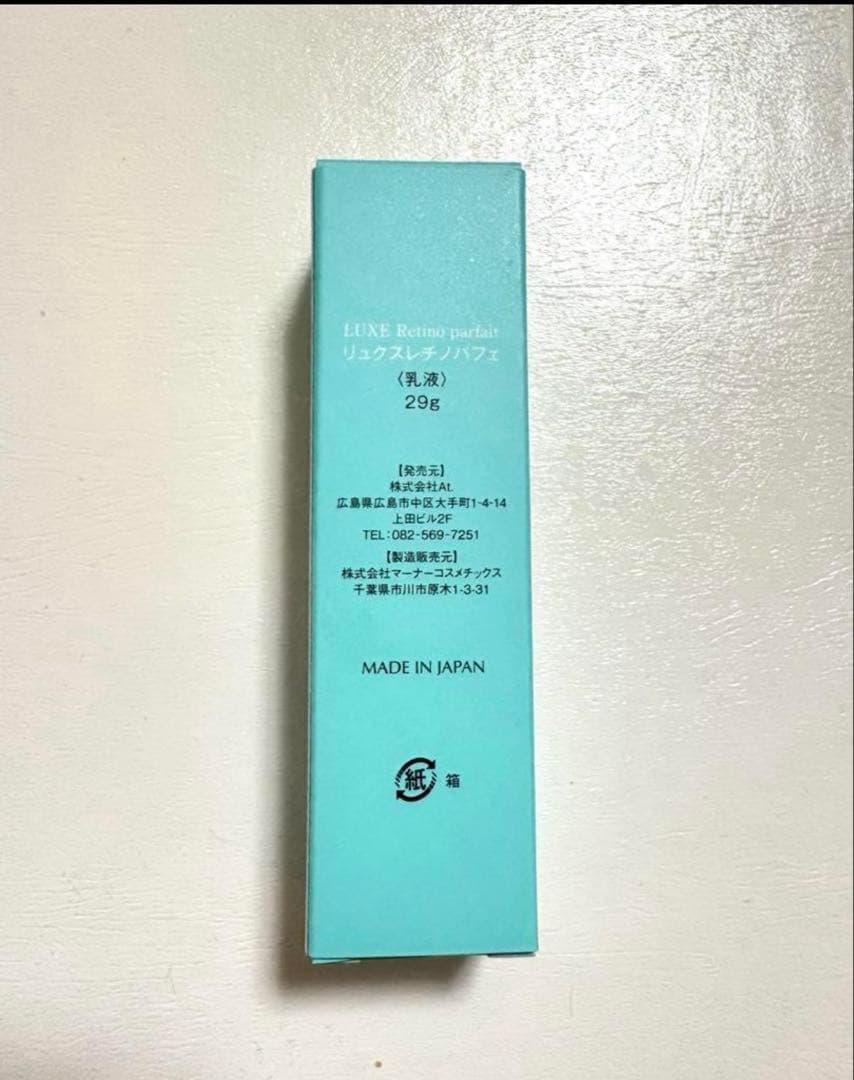 LUXE Retino parfait
リュクスレチノパフェ
〈乳液〉
29g
【発売元】
株式会社At.
広島県広島市中区大手町1-4-14
上田ビル2F
TEL:082-569-7251
【製造販売元】
株式会社マーナーコスメチックス
千葉県市川市原木1-3-31
MADE IN JAPAN
紙 箱